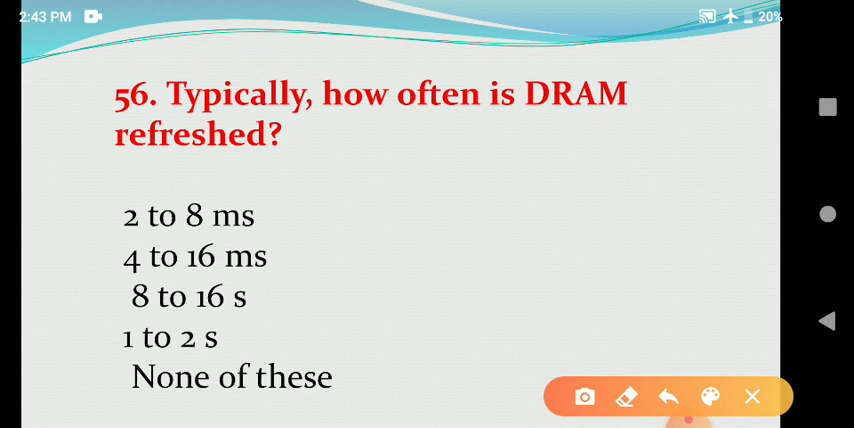 2:43 PM
20%
56. Typically, how often is DRAM
refreshed?
2 to 8 ms
4 to 16 ms
8 to 16 s
1 to 2 s
None of these